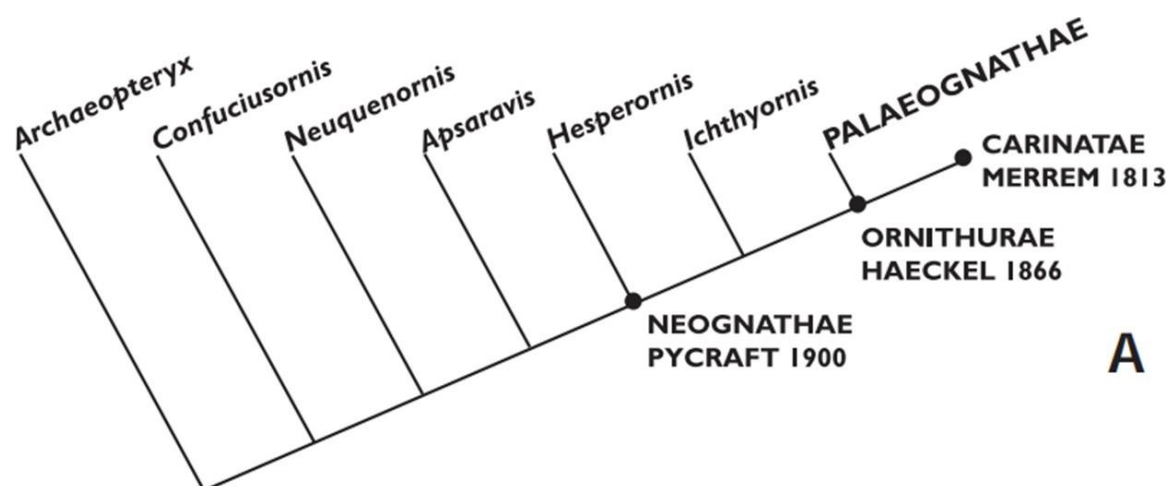 Archaeopteryx
Confuciusornis
Neuquenornis
Apsaravis
Hesperornis
Ichthyornis
PALAEOGNATHAE
CARINATAE
MERREM 1813
ORNITHURAE
HAECKEL 1866
NEOGNATHAE
PYCRAFT 1900
A